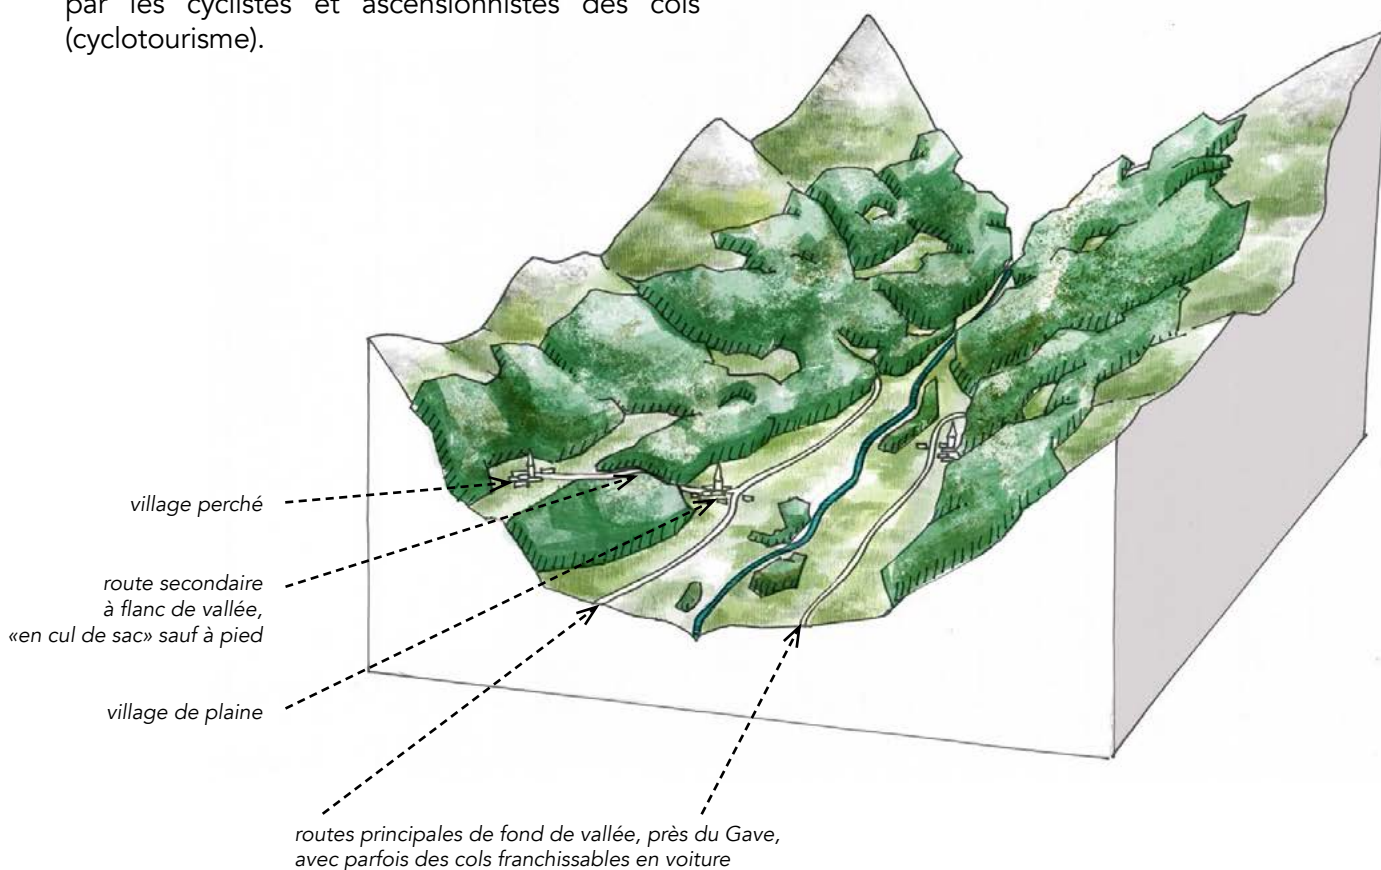 par les cyclistes et ascensionnistes des cols
(cyclotourisme).
village perché
route secondaire
à flanc de vallée,
«en cul de sac» sauf à pied
village de plaine
routes principales de fond de vallée, près du Gave,
avec parfois des cols franchissables en voiture